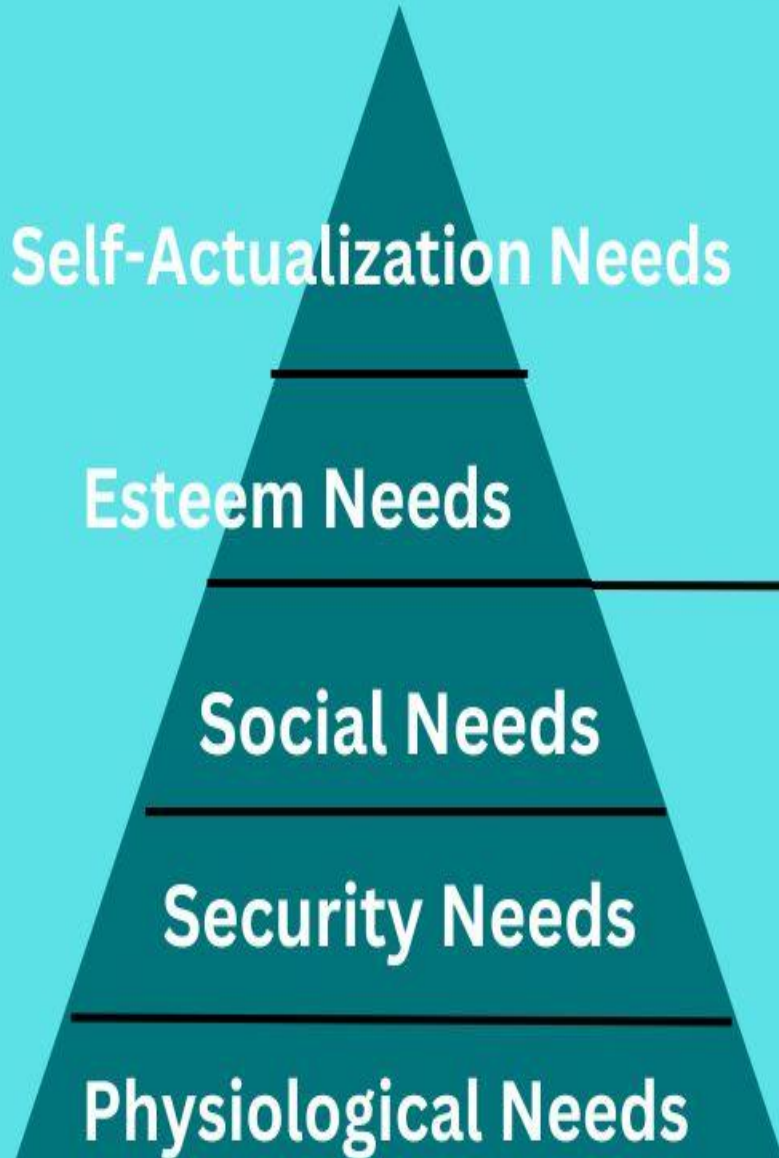 Self-Actualization Needs
Esteem Needs
Social Needs
Security Needs
Physiological Needs